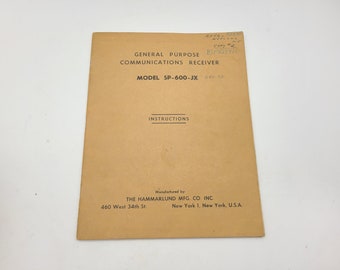 GENERAL PURPOSE
COMMUNICATIONS RECEIVER
MODEL SP-600-JX
INSTRUCTIONS
Manufactured by:
THE HAMMARLUND MFG. CO INC
460 West 34th St. New York 1, New York, U.S.A.